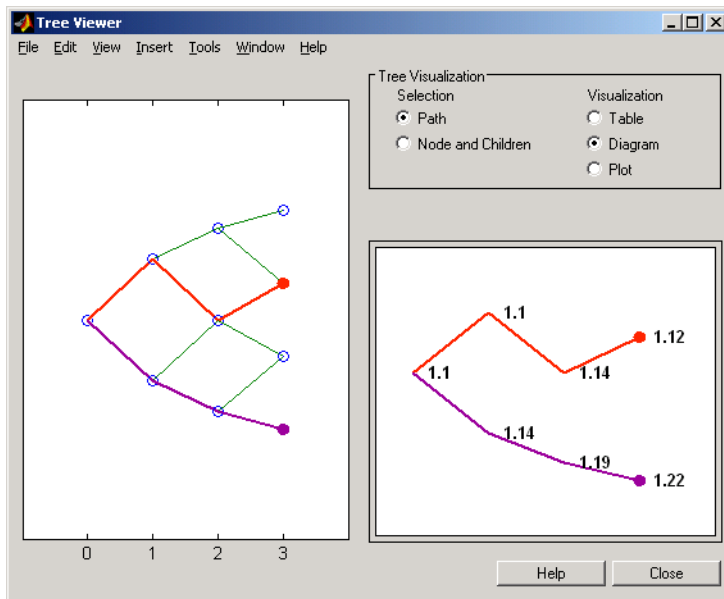 Tree Viewer
File Edit View Insert Tools Window Help
Tree Visualization
Selection
Visualization
Path
Table
Node and Children
Diagram
Plot
1.1
1.12
1.1
1.14
1.14
1.19
1.22
0 1 2 3
Help Close